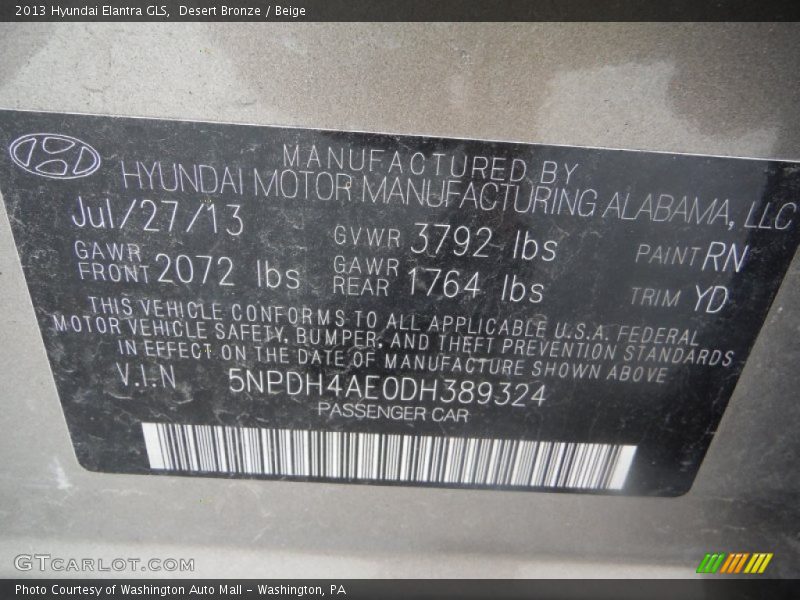 2013 Hyundai Elantra GLS, Desert Bronze / Beige
MANUFACTURED BY
HYUNDAI MOTOR MANUFACTURING ALABAMA, LLC
Jul/27/13 GVWR 3792 lbs PAINT RN
GAWR FRONT 2072 lbs GAWR REAR 1764 lbs TRIM YD
THIS VEHICLE CONFORMS TO ALL APPLICABLE U.S.A. FEDERAL
MOTOR VEHICLE SAFETY, BUMPER, AND THEFT PREVENTION STANDARDS
IN EFFECT ON THE DATE OF MANUFACTURE SHOWN ABOVE
V.I.N 5NPDH4AE0DH389324
PASSENGER CAR
GTCARLOT.COM
Photo Courtesy of Washington Auto Mall - Washington, PA